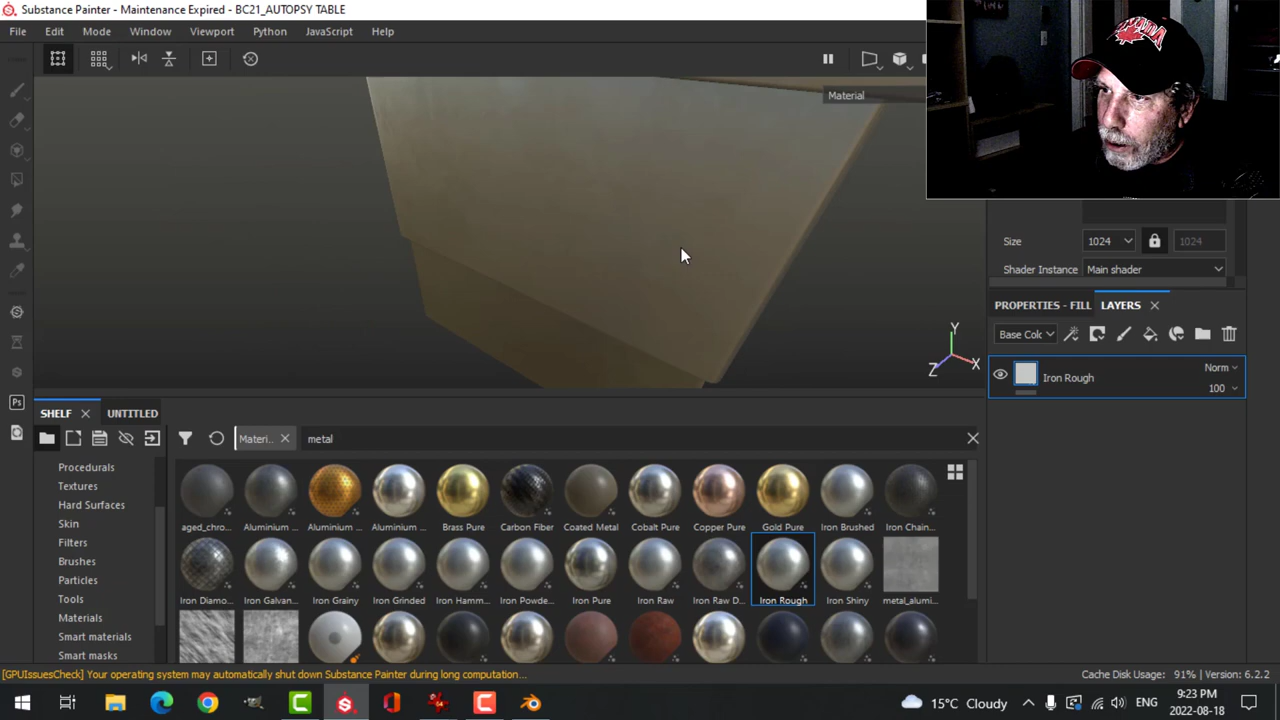 Substance Painter - Maintenance Expired - BC21_AUTOPSY TABLE
File Edit Mode Window Viewport Python JavaScript Help
Material
Size 1024 1024
Shader Instance Main shader
PROPERTIES - FILL LAYERS
Base Col
Iron Rough
Norm
100
Y
Z X
SHELF UNTITLED
Materi.. metal
Procedurals
Textures
Hard Surfaces
Skin
Filters
Brushes
Particles
Tools
Materials
Smart materials
Smart masks
aged_chro... Aluminium ... Aluminium ... Aluminium ... Brass Pure Carbon Fiber Coated Metal Cobalt Pure Copper Pure Gold Pure Iron Brushed Iron Chain...
Iron Diamo... Iron Galvan... Iron Grainy Iron Grinded Iron Hamm... Iron Powde... Iron Pure Iron Raw Iron Raw D... Iron Rough Iron Shiny metal_alumi...
[GPUIssuesCheck] Your operating system may automatically shut down Substance Painter during long computation...
Cache Disk Usage: 91% | Version: 6.2.2
15°C Cloudy
ENG
9:23 PM
2022-08-18